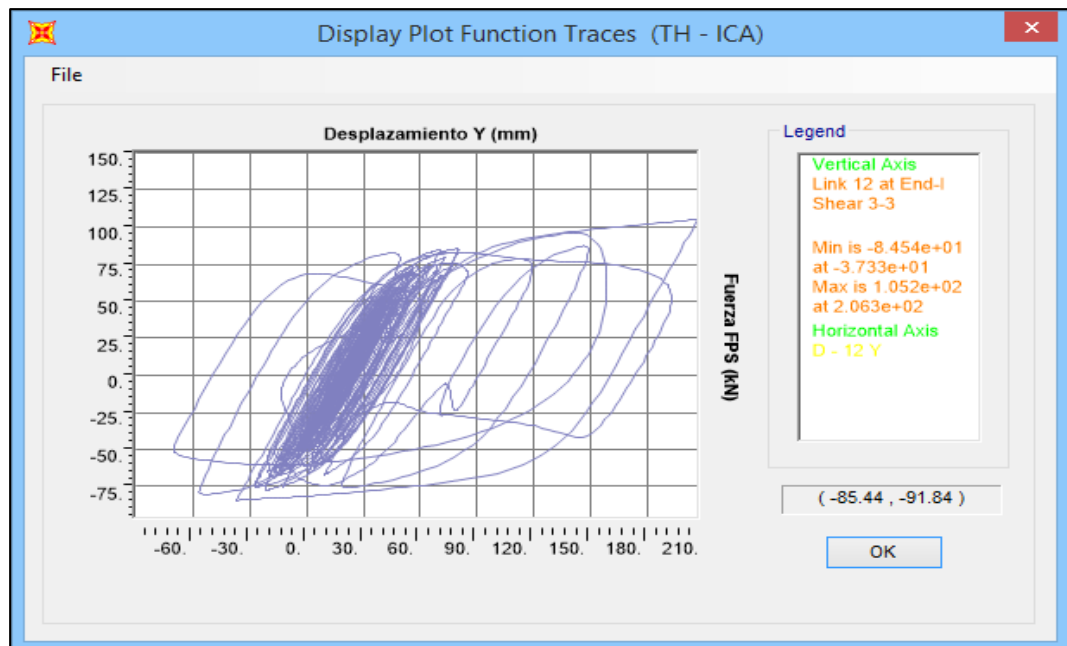 Display Plot Function Traces (TH - ICA)
File
Desplazamiento Y (mm)
150.
125.
100.
75.
50.
25.
0.
-25.
-50.
-75.
-60. -30. 0. 30. 60. 90. 120. 150. 180. 210.
Fuerza FPS (kN)
Legend
Vertical Axis
Link 12 at End-I
Shear 3-3
Min is -8.454e+01
at -3.733e+01
Max is 1.052e+02
at 2.063e+02
Horizontal Axis
D - 12 Y
( -85.44 , -91.84 )
OK